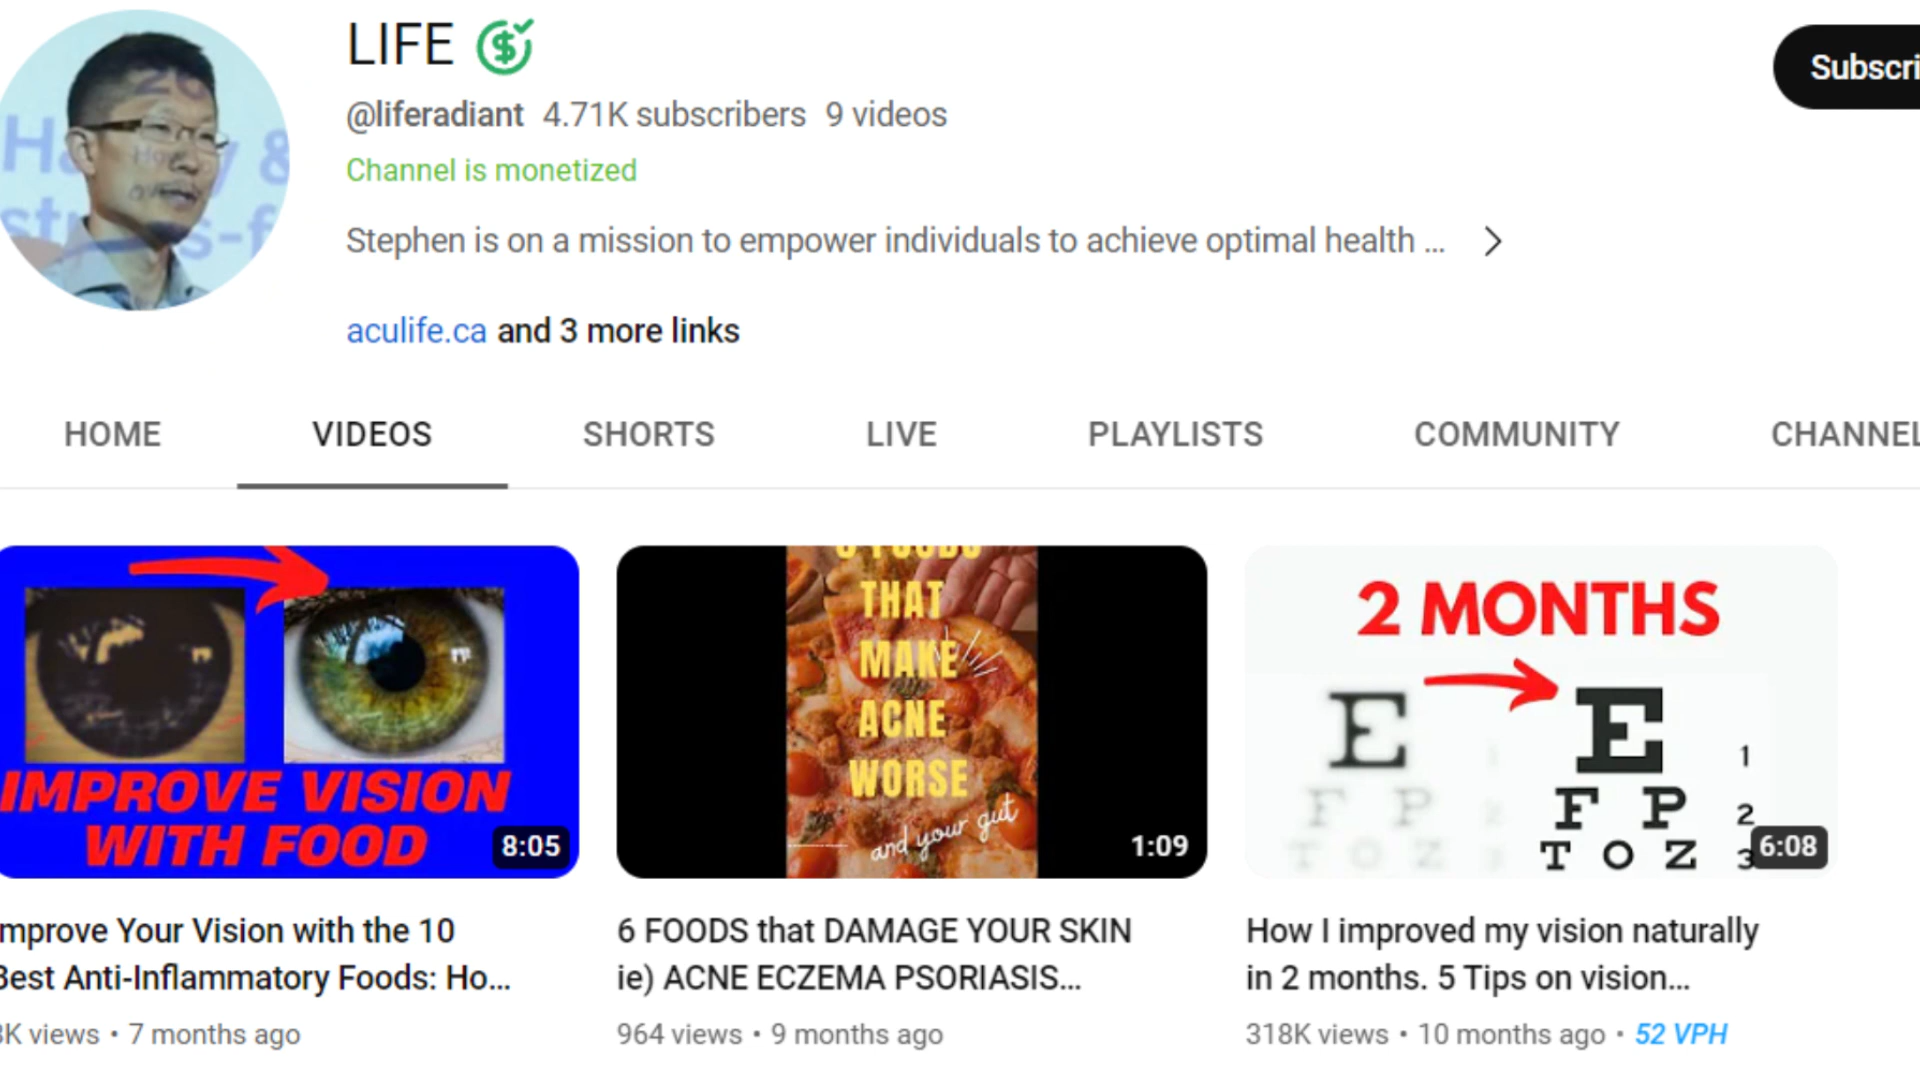 LIFE
@liferadiant 4.71K subscribers 9 videos
Channel is monetized
Stephen is on a mission to empower individuals to achieve optimal health ...
aculife.ca and 3 more links
Subscri
HOME VIDEOS SHORTS LIVE PLAYLISTS COMMUNITY CHANNEL
IMPROVE VISION
WITH FOOD
8:05
THAT
MAKE
ACNE
WORSE
and your gut
1:09
2 MONTHS
E E 1
F P F P 2
T O Z T O Z 3
6:08
mprove Your Vision with the 10
Best Anti-Inflammatory Foods: Ho...
3K views • 7 months ago
6 FOODS that DAMAGE YOUR SKIN
ie) ACNE ECZEMA PSORIASIS...
964 views • 9 months ago
How I improved my vision naturally
in 2 months. 5 Tips on vision...
318K views • 10 months ago • 52 VPH